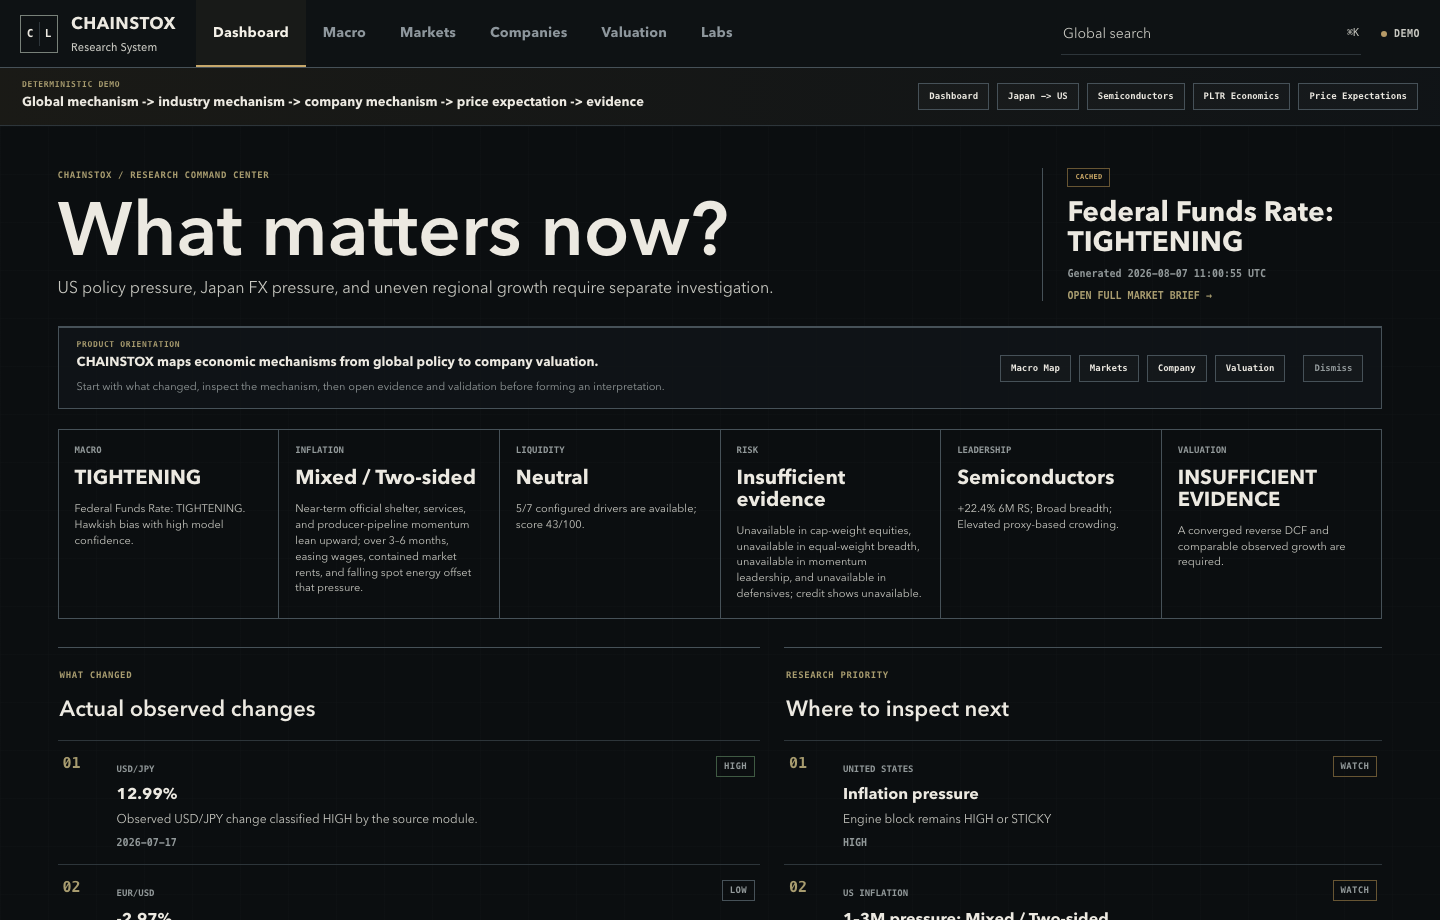 C L
CHAINSTOX
Research System
Dashboard
Macro
Markets
Companies
Valuation
Labs
Global search
⌘K
DEMO
DETERMINISTIC DEMO
Global mechanism -> industry mechanism -> company mechanism -> price expectation -> evidence
Dashboard
Japan —> US
Semiconductors
PLTR Economics
Price Expectations
CHAINSTOX / RESEARCH COMMAND CENTER
What matters now?
US policy pressure, Japan FX pressure, and uneven regional growth require separate investigation.
CACHED
Federal Funds Rate:
TIGHTENING
Generated 2026-08-07 11:00:55 UTC
OPEN FULL MARKET BRIEF →
PRODUCT ORIENTATION
CHAINSTOX maps economic mechanisms from global policy to company valuation.
Start with what changed, inspect the mechanism, then open evidence and validation before forming an interpretation.
Macro Map
Markets
Company
Valuation
Dismiss
MACRO
TIGHTENING
Federal Funds Rate: TIGHTENING.
Hawkish bias with high model
confidence.
INFLATION
Mixed / Two-sided
Near-term official shelter, services,
and producer-pipeline momentum
lean upward; over 3–6 months,
easing wages, contained market
rents, and falling spot energy offset
that pressure.
LIQUIDITY
Neutral
5/7 configured drivers are available;
score 43/100.
RISK
Insufficient
evidence
Unavailable in cap-weight equities,
unavailable in equal-weight breadth,
unavailable in momentum
leadership, and unavailable in
defensives; credit shows unavailable.
LEADERSHIP
Semiconductors
+22.4% 6M RS; Broad breadth;
Elevated proxy-based crowding.
VALUATION
INSUFFICIENT
EVIDENCE
A converged reverse DCF and
comparable observed growth are
required.
WHAT CHANGED
Actual observed changes
01
USD/JPY
HIGH
12.99%
Observed USD/JPY change classified HIGH by the source module.
2026-07-17
02
EUR/USD
LOW
-2.97%
RESEARCH PRIORITY
Where to inspect next
01
UNITED STATES
WATCH
Inflation pressure
Engine block remains HIGH or STICKY
HIGH
02
US INFLATION
WATCH
1–3M pressure: Mixed / Two-sided